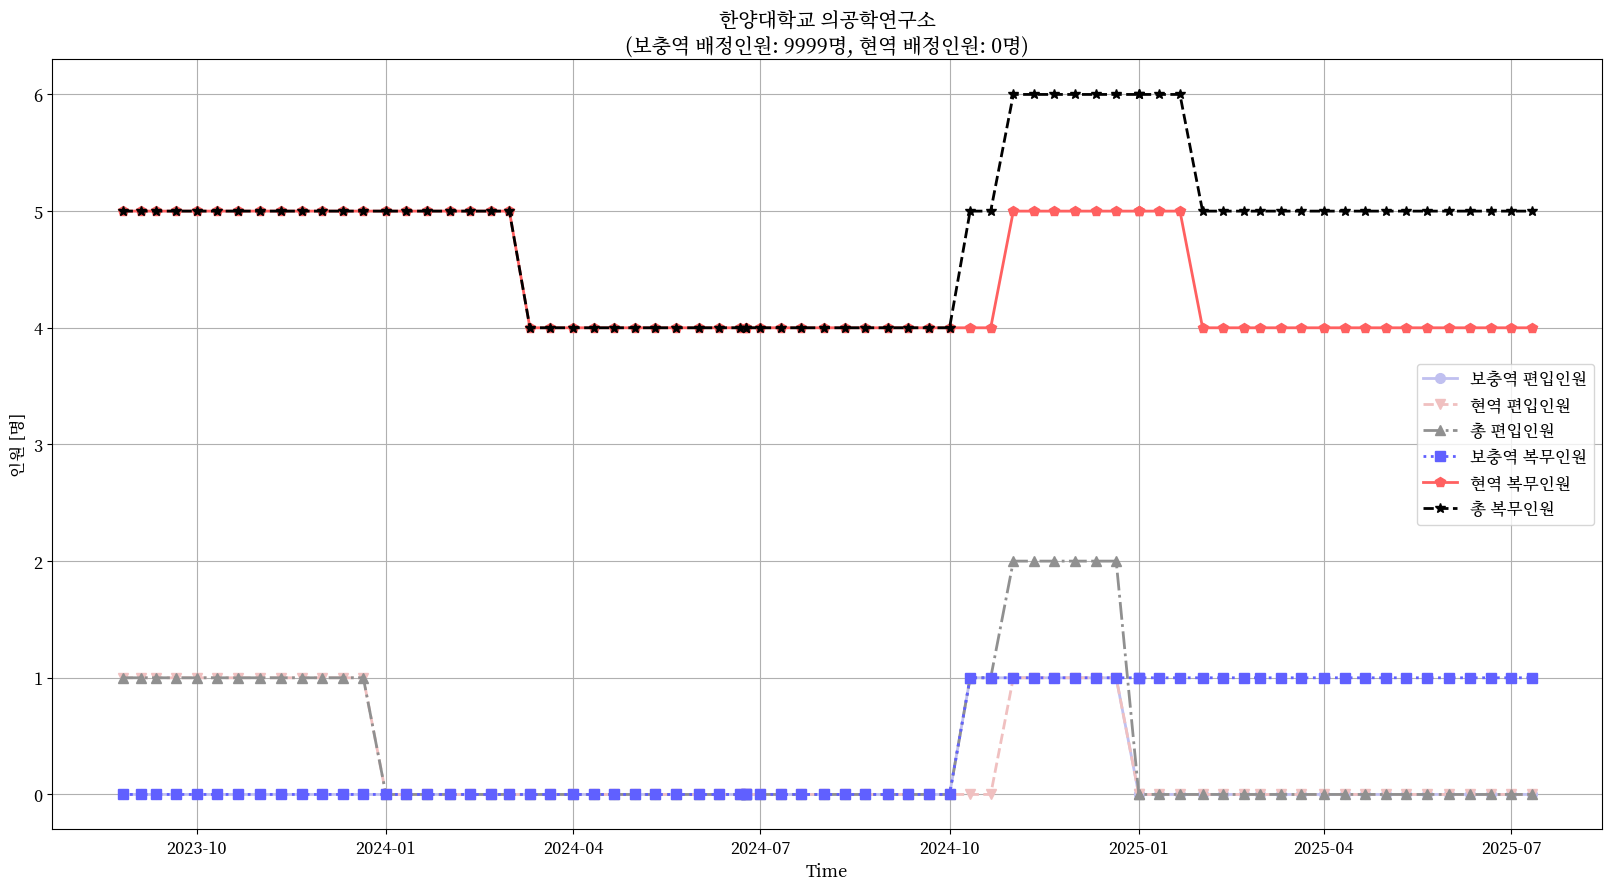 한양대학교 의공학연구소
(보충역 배정인원: 9999명, 현역 배정인원: 0명)
인원 [명]
6
5
4
3
2
1
0
보충역 편입인원
현역 편입인원
총 편입인원
보충역 복무인원
현역 복무인원
총 복무인원
2023-10
2024-01
2024-04
2024-07
2024-10
2025-01
2025-04
2025-07
Time